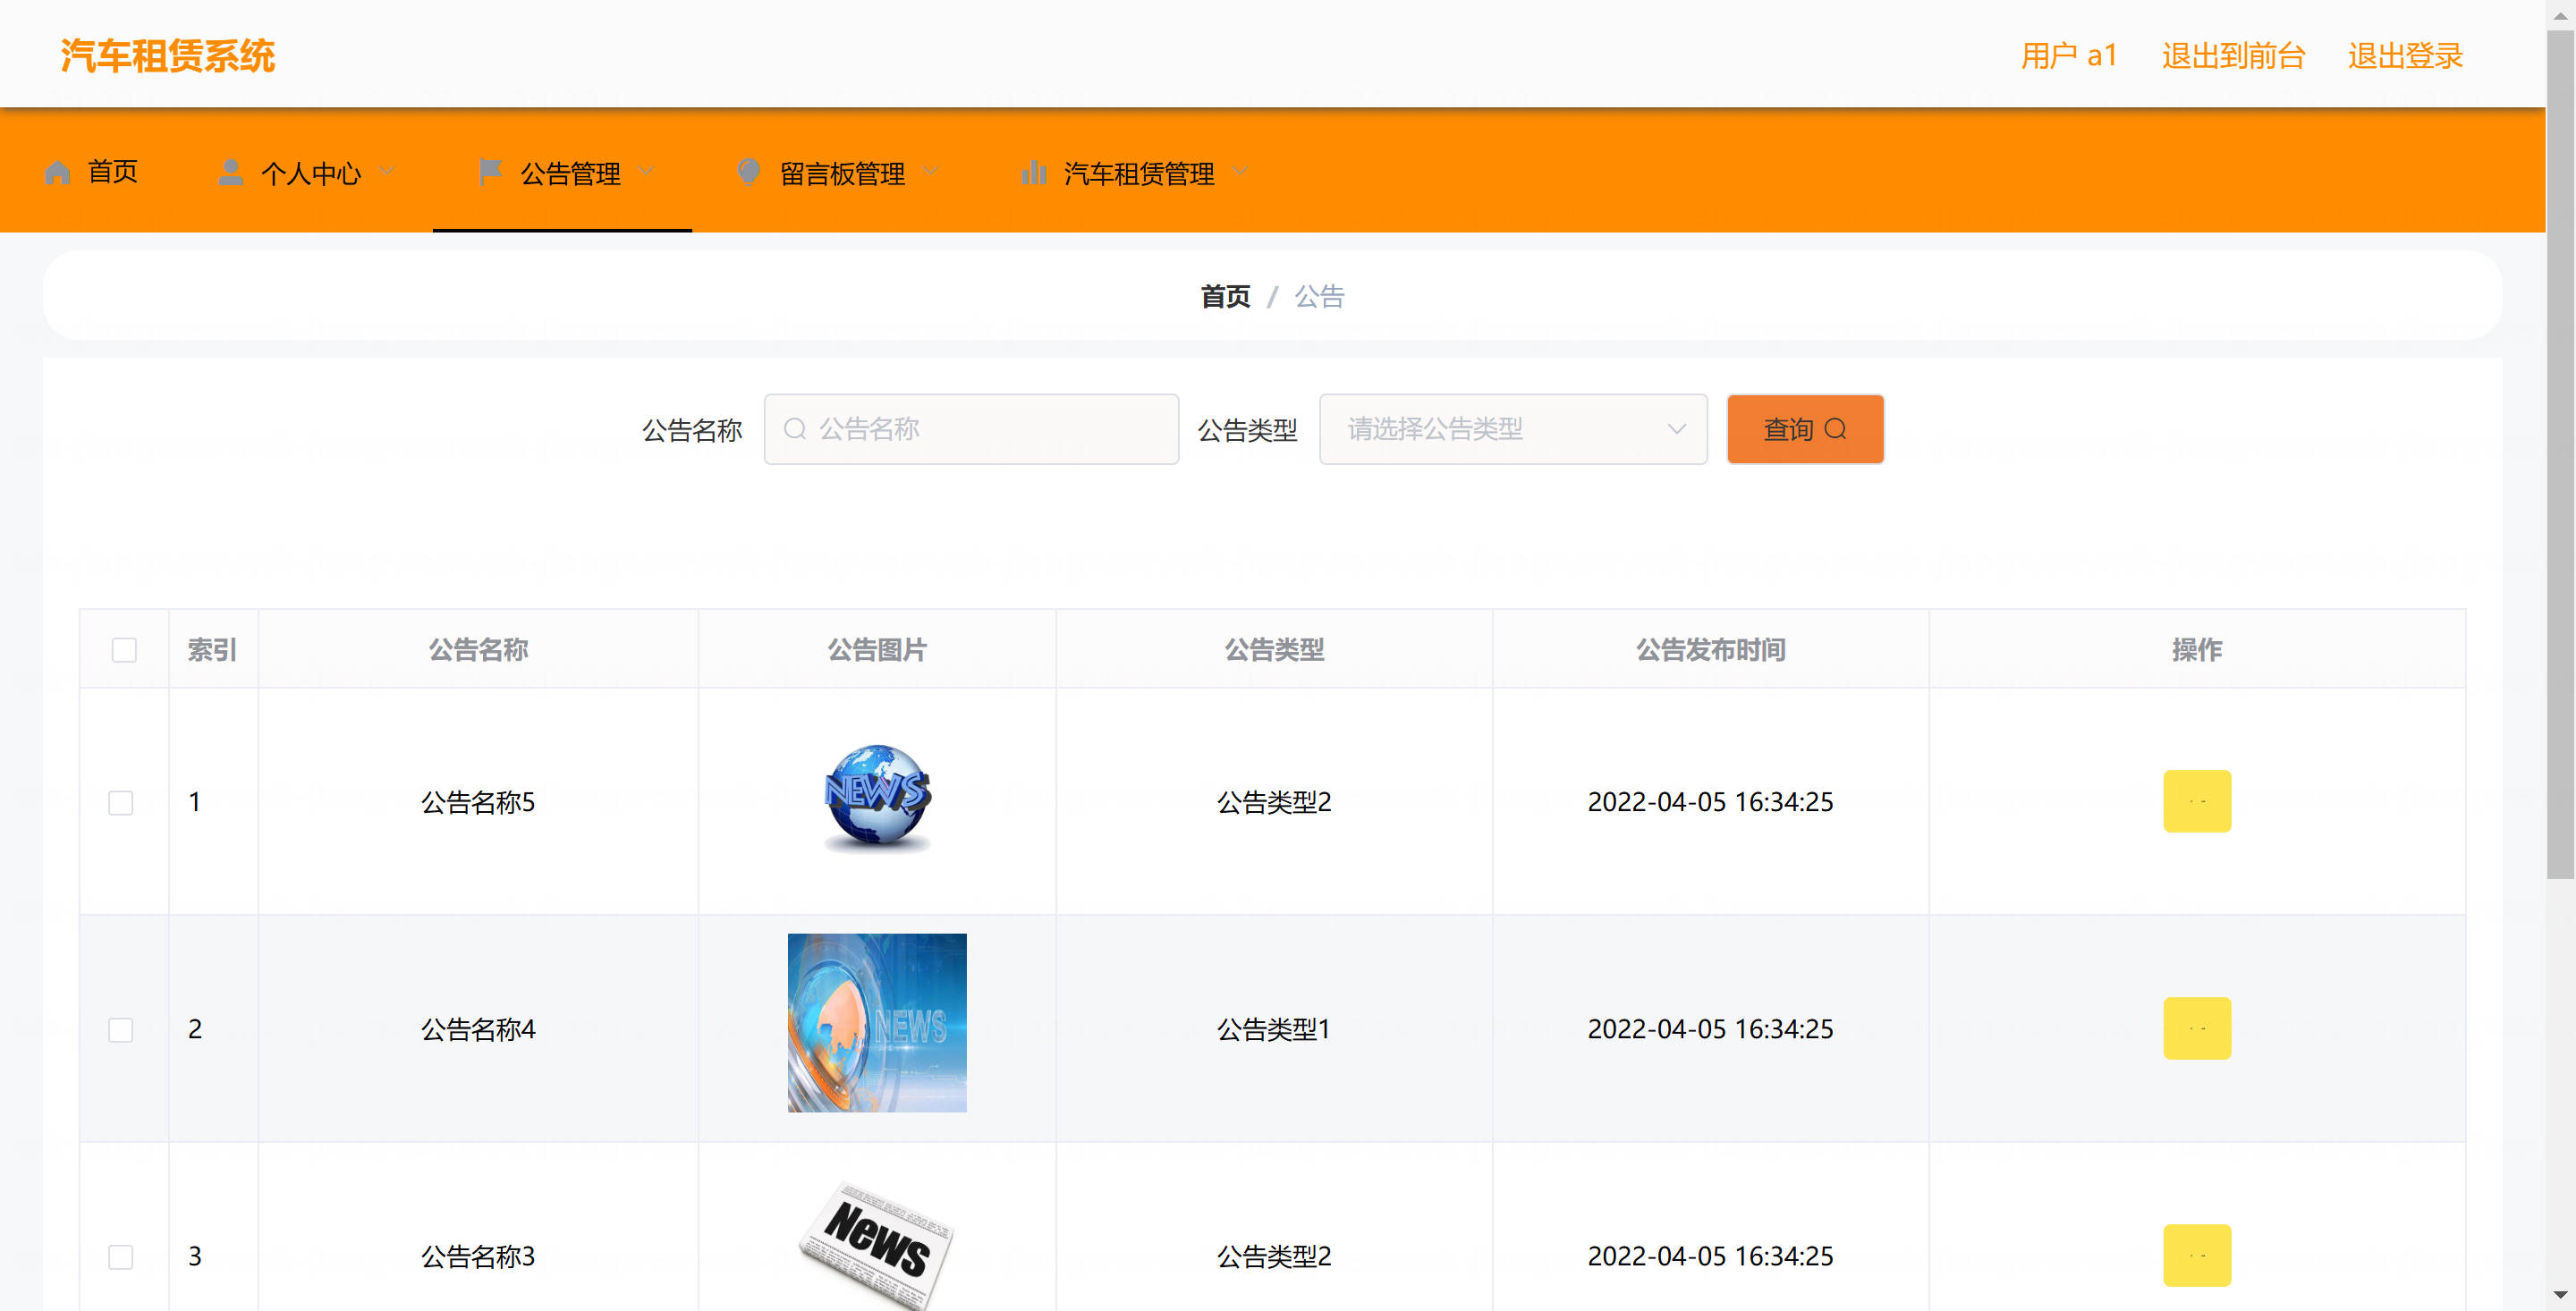 汽车租赁系统
用户 a1 退出到前台 退出登录
首页 个人中心 公告管理 留言板管理 汽车租赁管理
首页 / 公告
公告名称 公告名称 公告类型 请选择公告类型 查询
索引 公告名称 公告图片 公告类型 公告发布时间 操作
1 公告名称5 NEWS 公告类型2 2022-04-05 16:34:25
2 公告名称4 NEWS 公告类型1 2022-04-05 16:34:25
3 公告名称3 News 公告类型2 2022-04-05 16:34:25